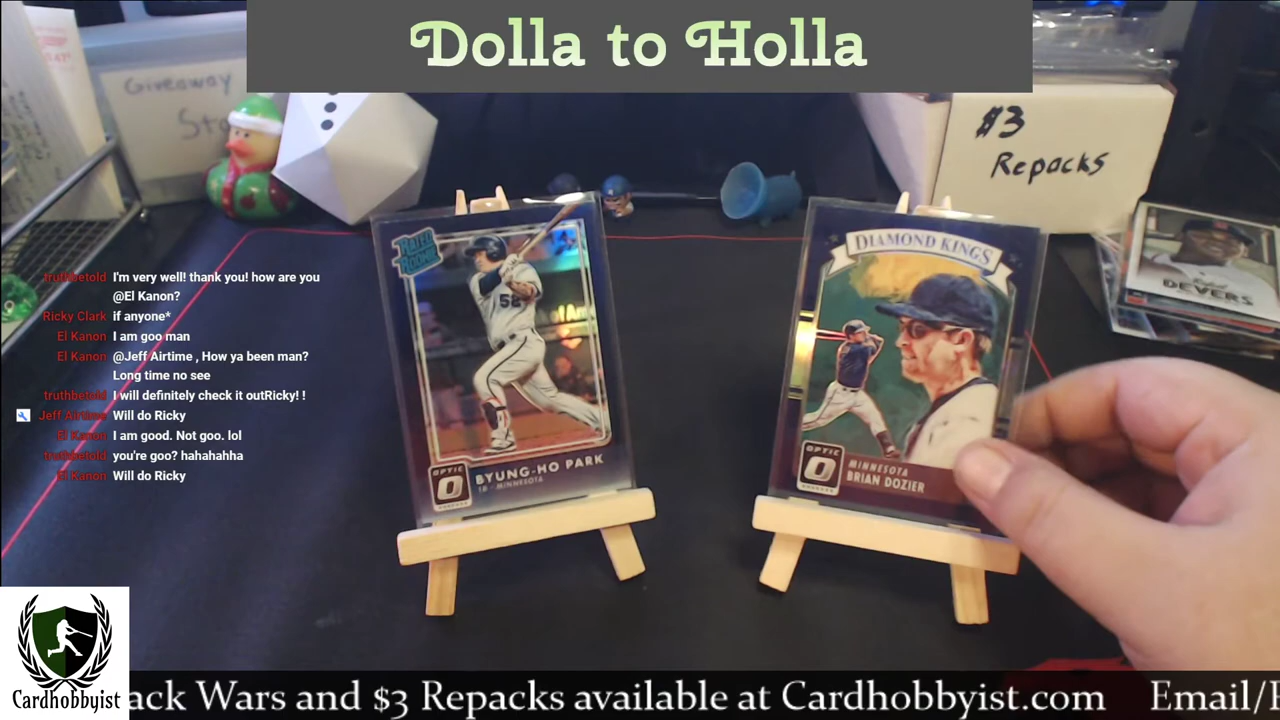 Dolla to Holla
Giveaway
$3
Repacks
DEVERS
RATED
ROOKIE
52
OPTIC
BYUNG-HO PARK
1B - MINNESOTA
DIAMOND KINGS
OPTIC
MINNESOTA
BRIAN DOZIER
truthbetold I'm very well! thank you! how are you
@El Kanon?
Ricky Clark if anyone*
El Kanon I am goo man
El Kanon @Jeff Airtime , How ya been man?
Long time no see
truthbetold I will definitely check it outRicky! !
Jeff Airtime Will do Ricky
El Kanon I am good. Not goo. lol
truthbetold you're goo? hahahahha
El Kanon Will do Ricky
Cardhobbyist
ack Wars and $3 Repacks available at Cardhobbyist.com Email/